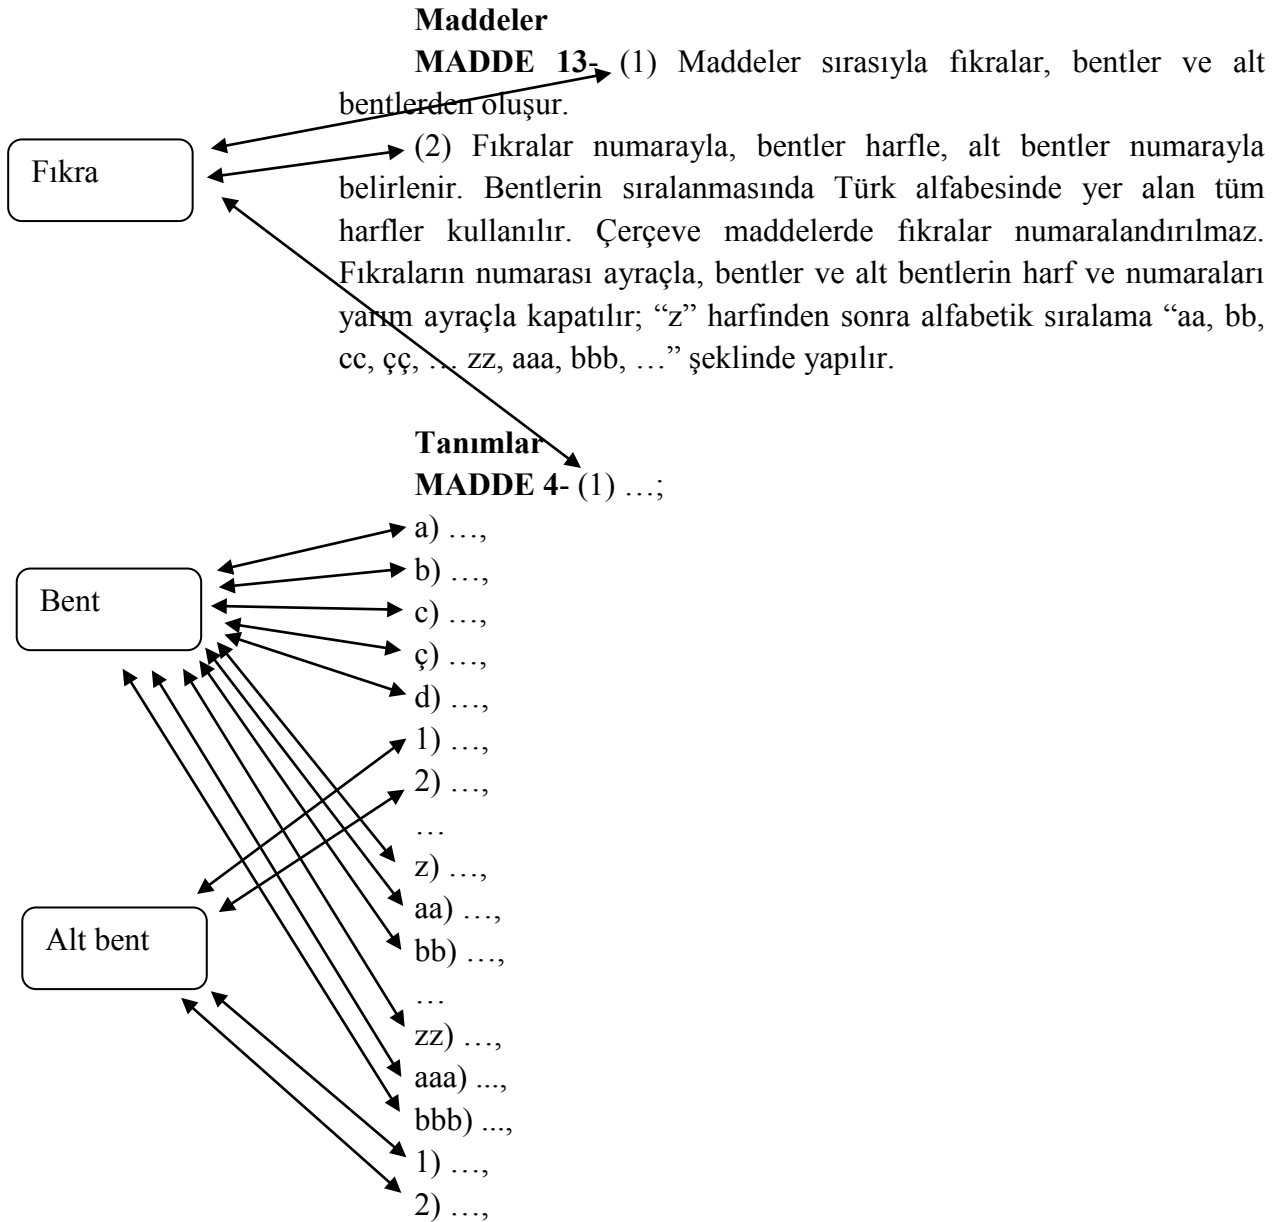 Maddeler
MADDE 13- (1) Maddeler sırasıyla fıkralar, bentler ve alt
bentlerden oluşur.
(2) Fıkralar numarayla, bentler harfle, alt bentler numarayla
Fıkra
belirlenir. Bentlerin sıralanmasında Türk alfabesinde yer alan tüm
harfler kullanılır. Çerçeve maddelerde fıkralar numaralandırılmaz.
Fıkraların numarası ayraçla, bentler ve alt bentlerin harf ve numaraları
yarım ayraçla kapatılır; “z” harfinden sonra alfabetik sıralama “aa, bb,
cc, çç, … zz, aaa, bbb, …” şeklinde yapılır.
Tanımlar
MADDE 4- (1) …;
a) …,
b) …,
Bent
c) …,
ç) …,
d) …,
1) …,
2) …,
…
z) …,
aa) …,
Alt bent
bb) …,
…
zz) …,
aaa) ...,
bbb) ...,
1) …,
2) …,